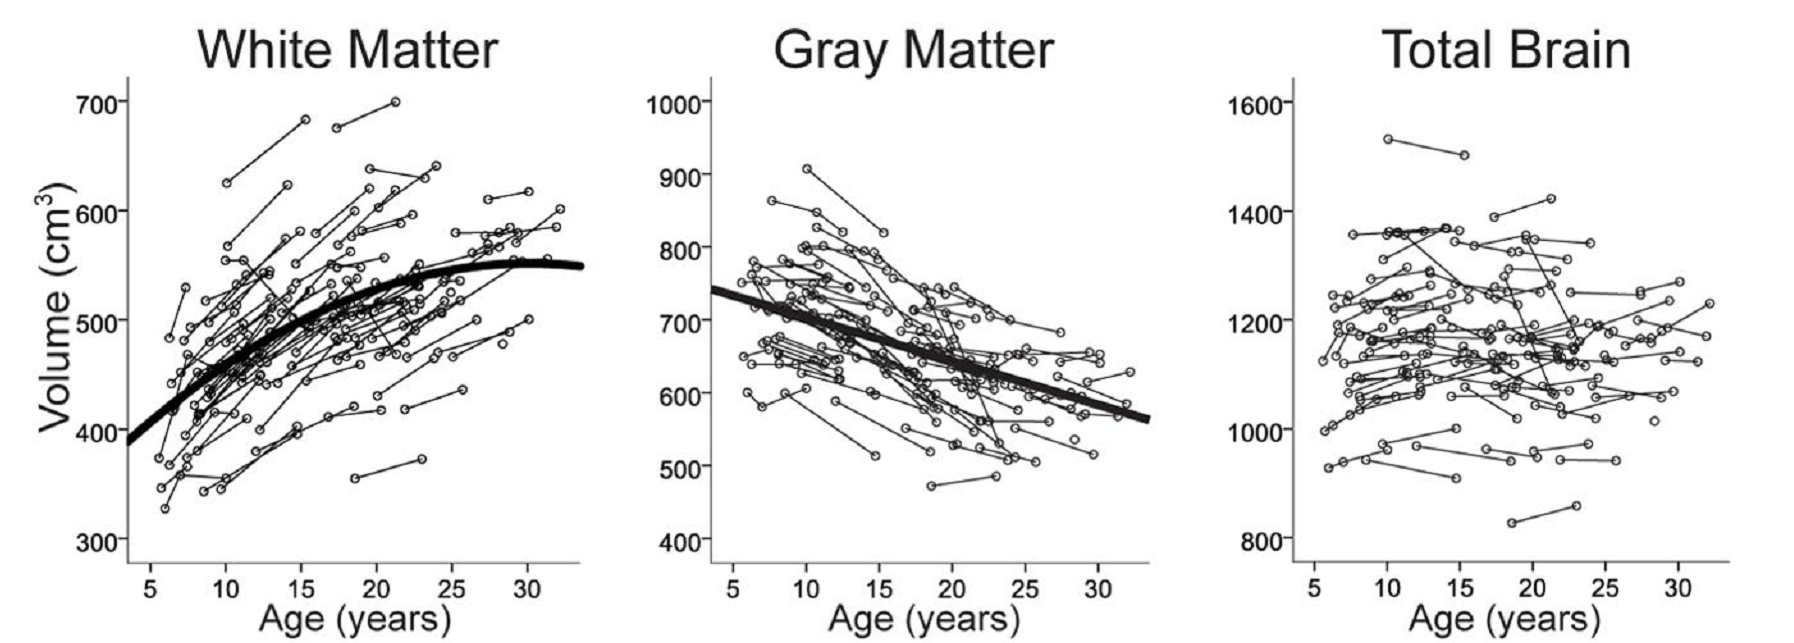 White Matter
Gray Matter
Total Brain
Volume (cm³)
700
600
500
400
300
5 10 15 20 25 30
Age (years)
1000
900
800
700
600
500
400
5 10 15 20 25 30
Age (years)
1600
1400
1200
1000
800
5 10 15 20 25 30
Age (years)